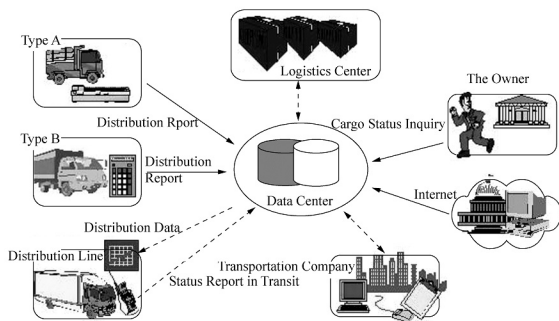 Type A
Logistics Center
The Owner
Distribution Rport
Cargo Status Inquiry
Type B
Distribution
Report
Data Center
Internet
Distribution Data
Distribution Line
Transportation Company
Status Report in Transit